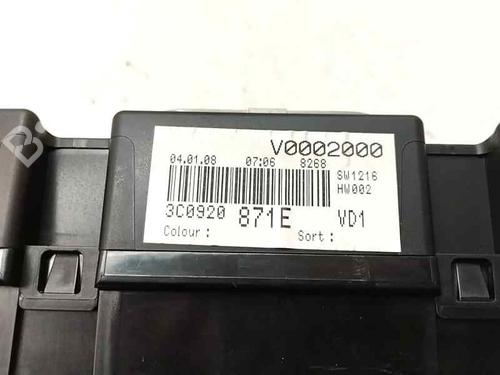 V0002000
04.01.08 07:06 8268
SW1216
HW002
3C0920 871E VD1
Colour : Sort :